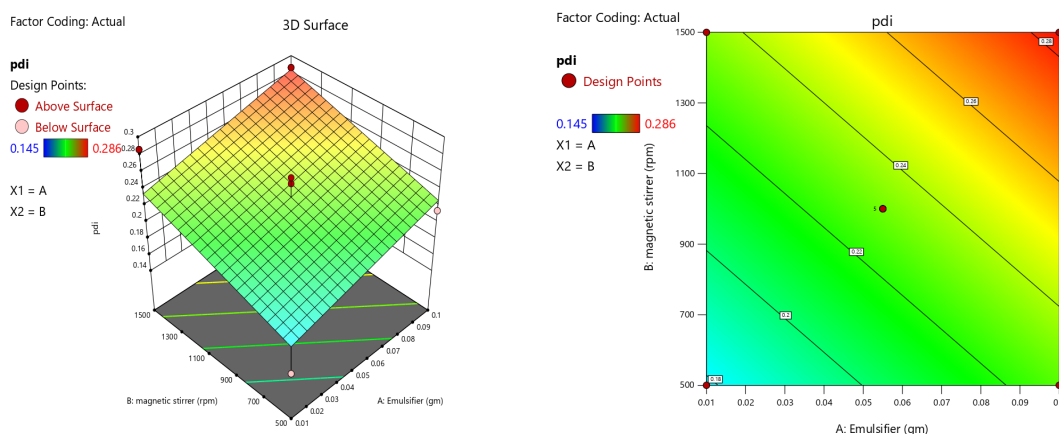 Factor Coding: Actual
3D Surface
pdi
Design Points:
Above Surface
Below Surface
0.145 0.286
X1 = A
X2 = B
0.3
0.28
0.26
0.24
0.22
0.2
0.18
0.16
0.14
pdi
1500
1300
1100
900
700
500
B: magnetic stirrer (rpm)
0.01
0.02
0.03
0.04
0.05
0.06
0.07
0.08
0.09
0.1
A: Emulsifier (gm)
Factor Coding: Actual
pdi
pdi
Design Points
0.145 0.286
X1 = A
X2 = B
B: magnetic stirrer (rpm)
1500
1300
1100
900
700
500
0.28
0.26
0.24
5
0.22
0.2
0.18
0.01 0.02 0.03 0.04 0.05 0.06 0.07 0.08 0.09 0
A: Emulsifier (gm)